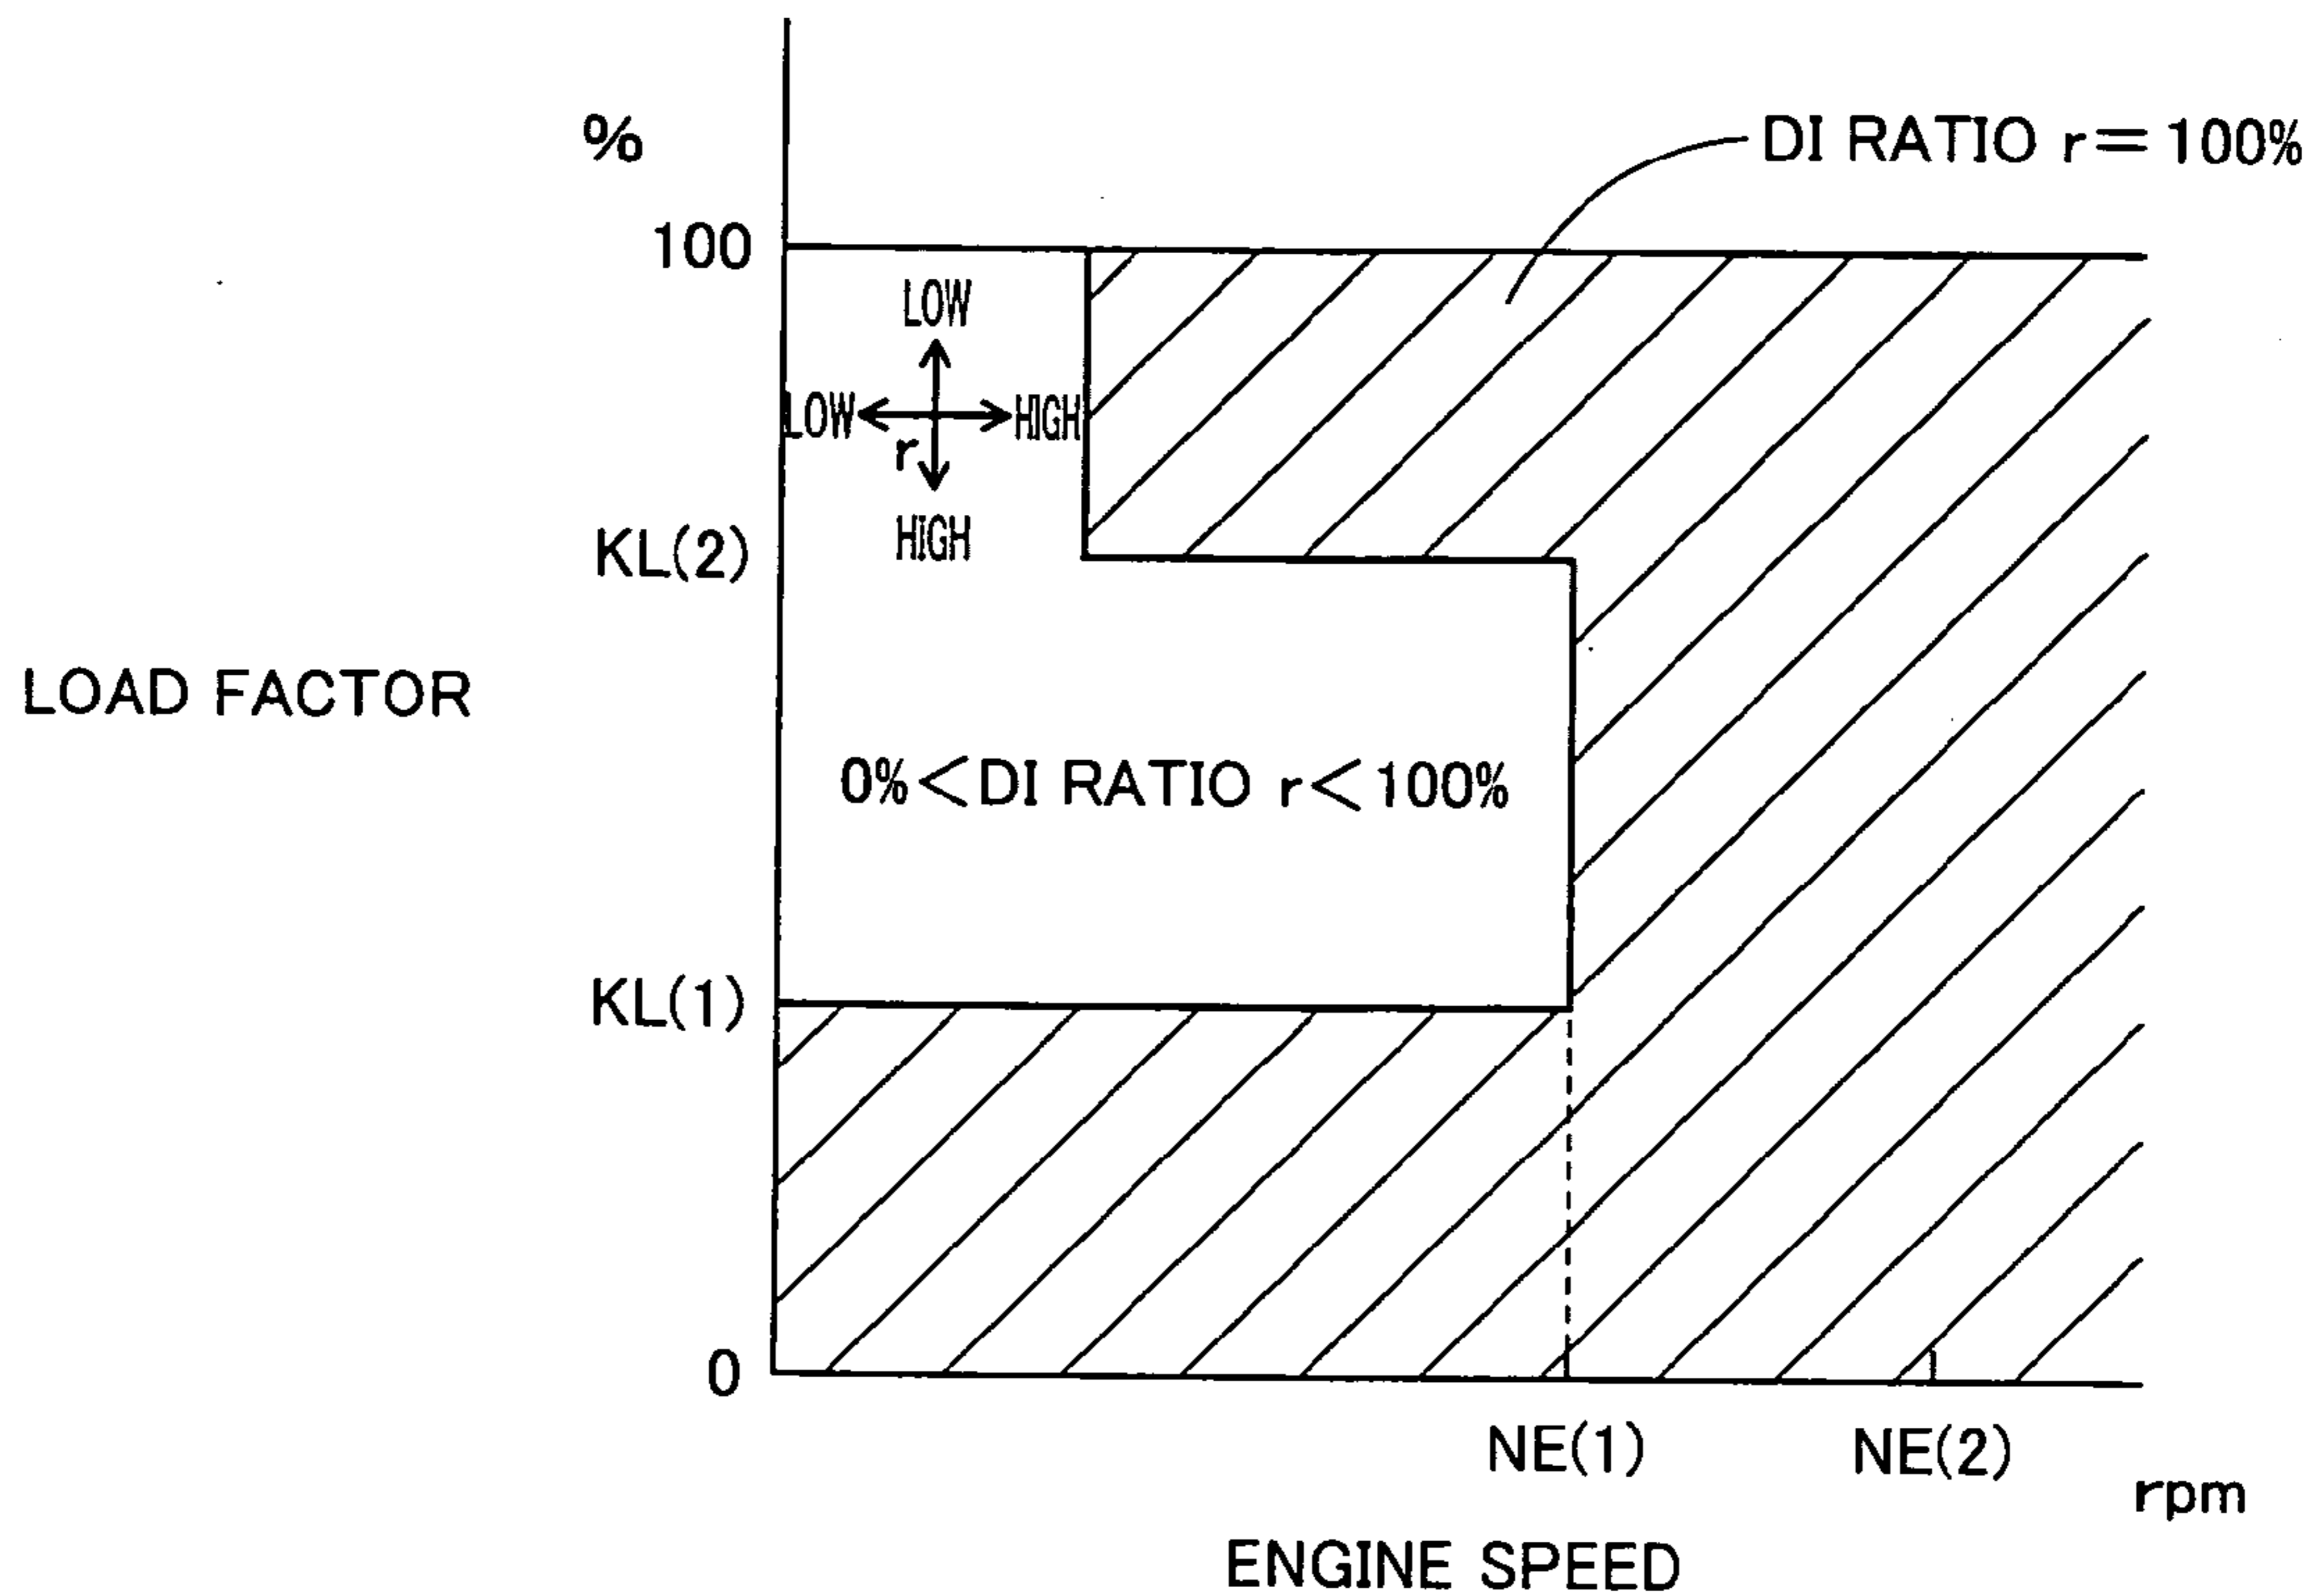 %
DI RATIO r=100%
100
LOW
LOW
HIGH
r
HIGH
KL(2)
LOAD FACTOR
0%<DI RATIO r<100%
KL(1)
0
NE(1)
NE(2)
rpm
ENGINE SPEED